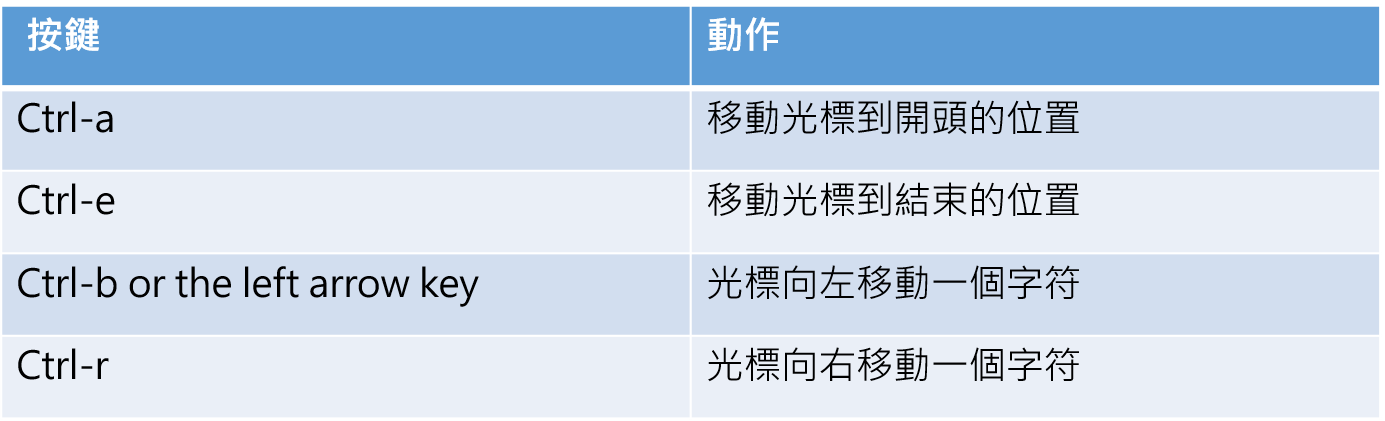 按鍵 動作
Ctrl-a 移動光標到開頭的位置
Ctrl-e 移動光標到結束的位置
Ctrl-b or the left arrow key 光標向左移動一個字符
Ctrl-r 光標向右移動一個字符